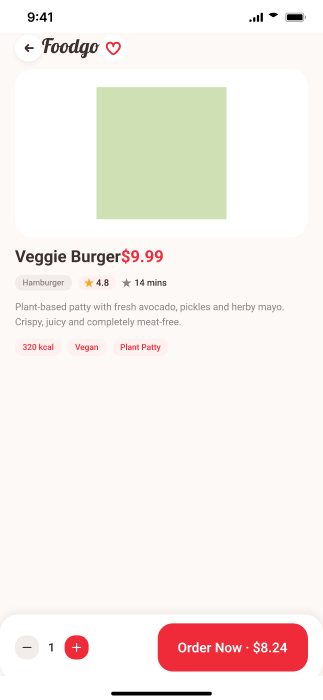 9:41
Foodgo
Veggie Burger$9.99
Hamburger 4.8 14 mins
Plant-based patty with fresh avocado, pickles and herby mayo.
Crispy, juicy and completely meat-free.
320 kcal Vegan Plant Patty
− 1 + Order Now · $8.24